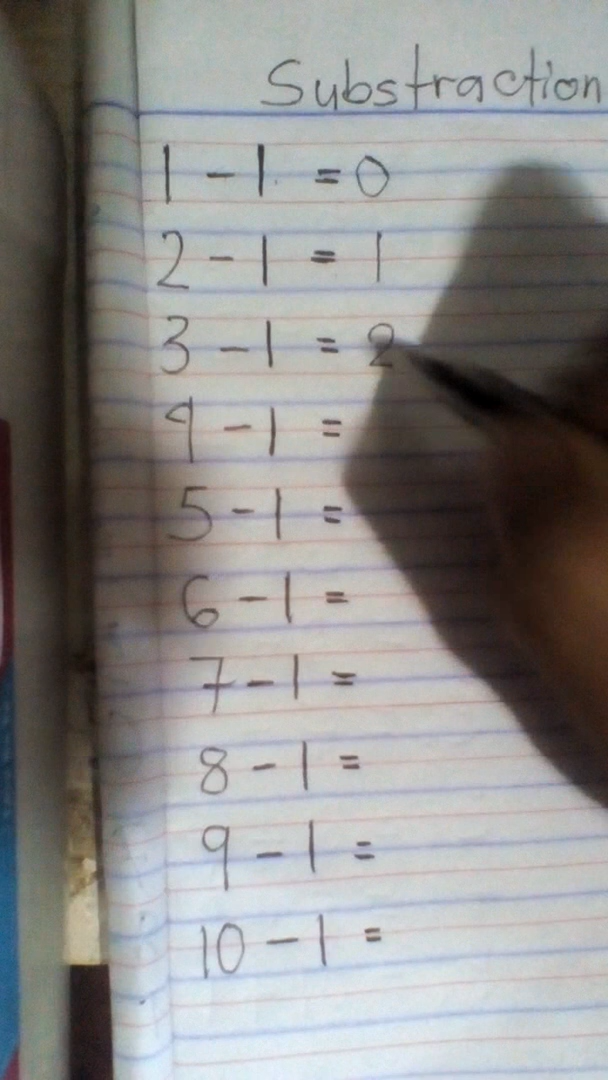 Substraction
1 - 1 = 0
2 - 1 = 1
3 - 1 = 2
4 - 1 =
5 - 1 =
6 - 1 =
7 - 1 =
8 - 1 =
9 - 1 =
10 - 1 =